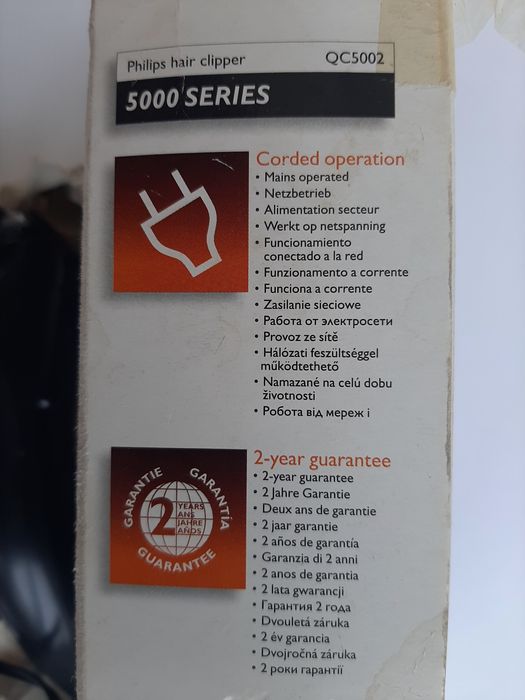 Philips hair clipper QC5002
5000 SERIES
Corded operation
• Mains operated
• Netzbetrieb
• Alimentation secteur
• Werkt op netspanning
• Funcionamiento
conectado a la red
• Funzionamento a corrente
• Funciona a corrente
• Zasilanie sieciowe
• Работа от электросети
• Provoz ze sítě
• Hálózati feszültséggel
működtethető
• Namazané na celú dobu
životnosti
• Робота від мереж і
GARANTIE GARANTÍA
2 YEARS
ANS
JAHRE
AÑOS
GUARANTEE
2-year guarantee
• 2-year guarantee
• 2 Jahre Garantie
• Deux ans de garantie
• 2 jaar garantie
• 2 años de garantía
• Garanzia di 2 anni
• 2 anos de garantia
• 2 lata gwarancji
• Гарантия 2 года
• Dvouletá záruka
• 2 év garancia
• Dvojročná záruka
• 2 роки гарантії